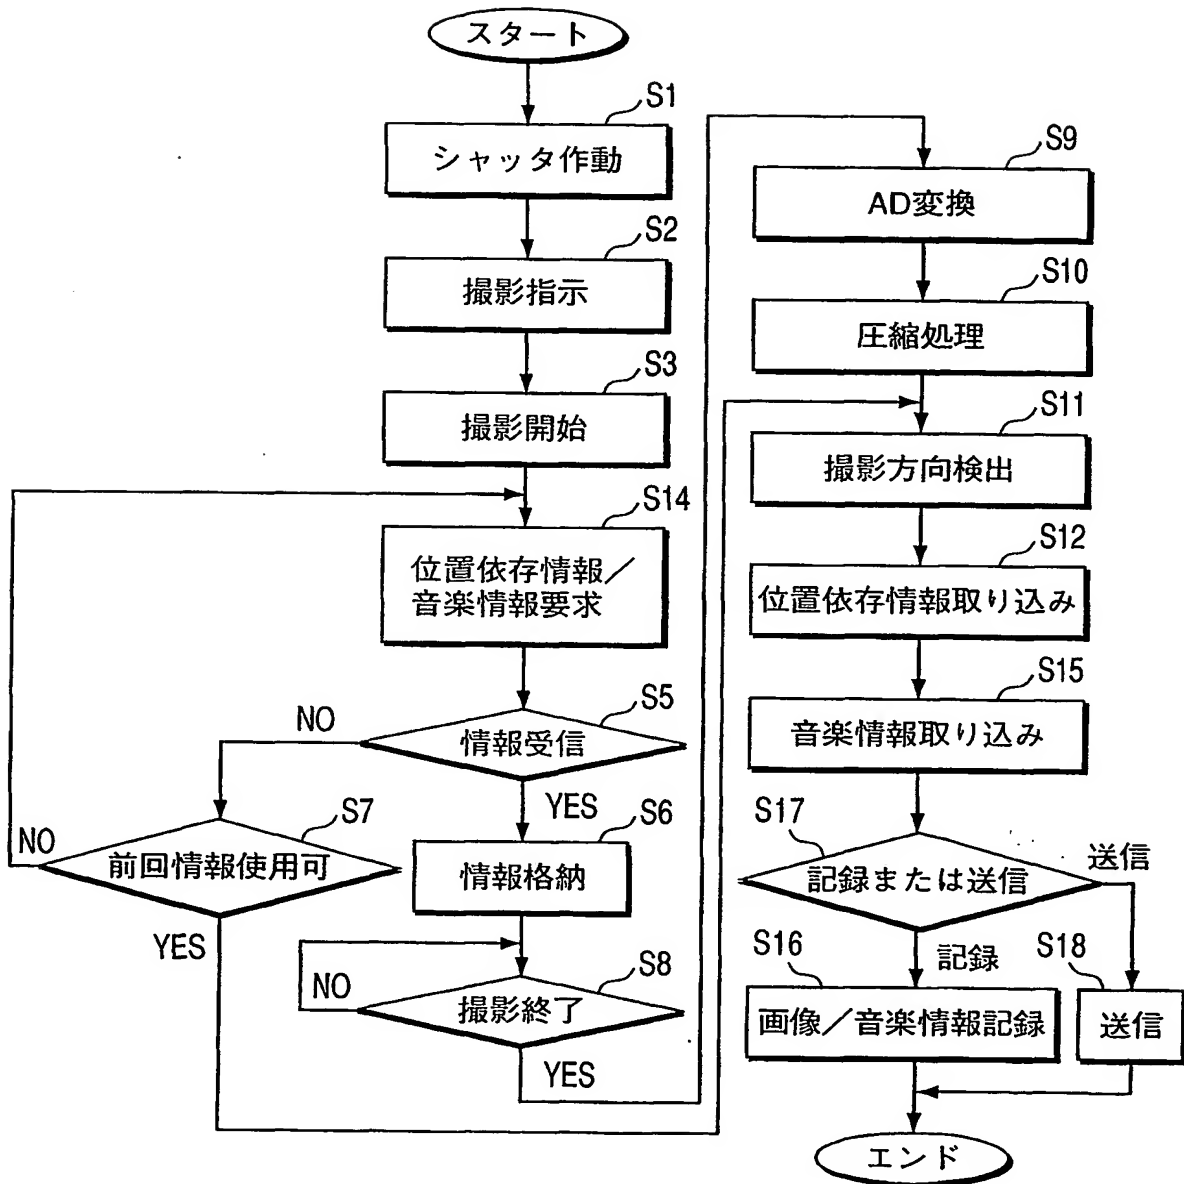 スタート
S1
シャッタ作動
S2
撮影指示
S3
撮影開始
S14
位置依存情報／
音楽情報要求
S5
情報受信
NO
YES
S7
前回情報使用可
NO
YES
S6
情報格納
S8
撮影終了
NO
YES
S9
AD変換
S10
圧縮処理
S11
撮影方向検出
S12
位置依存情報取り込み
S15
音楽情報取り込み
S17
記録または送信
送信
記録
S16
画像／音楽情報記録
S18
送信
エンド